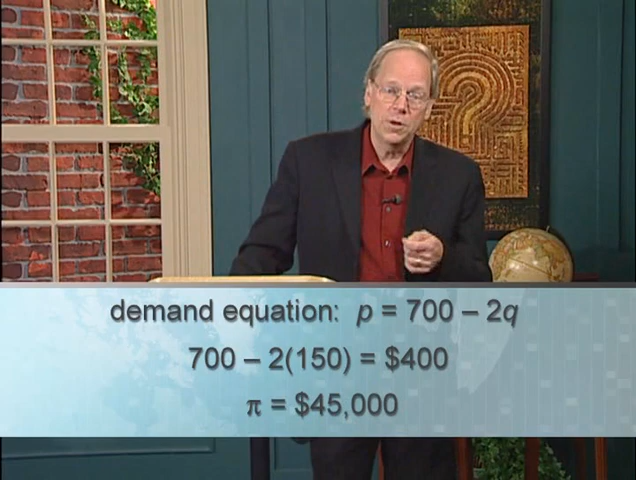 demand equation: p = 700 – 2q
700 – 2(150) = $400
π = $45,000